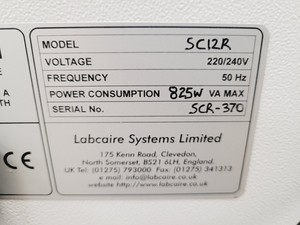 MODEL SC12R
VOLTAGE 220/240V
FREQUENCY 50 Hz
A
POWER CONSUMPTION 825W VA MAX
TH
SERIAL No. SCR-370
Labcaire Systems Limited
175 Kenn Road, Clevedon,
North Somerset, BS21 6LH, England.
UK Tel: (01275) 793000 Fax: (01275) 341313
e-mail: info@labcaire.co.uk
website http://www.labcaire.co.uk
CE